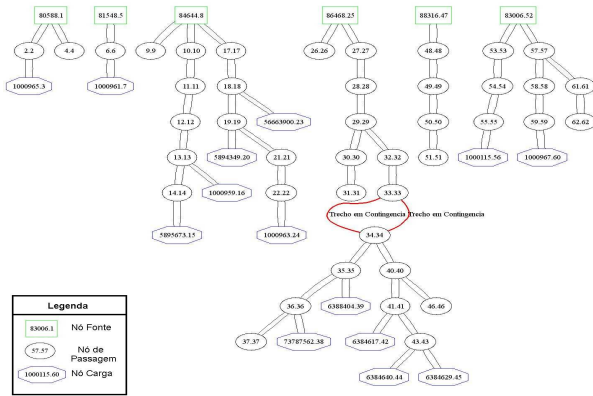 80588.1 81548.5 84644.8 86468.25 88316.47 83006.52
2.2 4.4 6.6 9.9 10.10 17.17 26.26 27.27 48.48 53.53 57.57
1000965.3 1000961.7 11.11 18.18 28.28 49.49 54.54 58.58 61.61
12.12 19.19 56663900.23 29.29 50.50 55.55 59.59 62.62
13.13 5894349.20 21.21 30.30 32.32 51.51 1000115.56 1000967.60
14.14 1000959.16 22.22 31.31 33.33
Trecho em Contingencia Trecho em Contingencia
5895673.15 1000963.24 34.34
35.35 40.40
36.36 6388404.39 41.41 46.46
37.37 73787562.38 6384617.42 43.43
6384640.44 6384629.45
Legenda
83006.1 Nó Fonte
57.57 Nó de
Passagem
1000115.60 Nó Carga